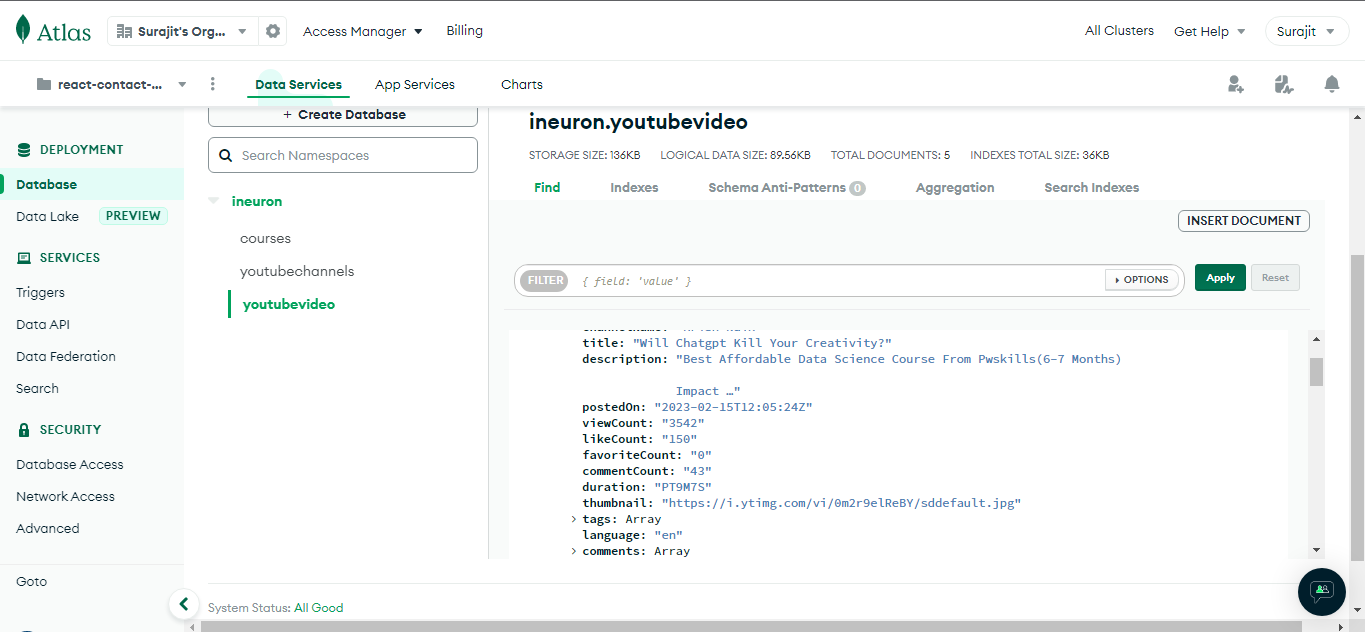 Atlas
Surajit's Org...
Access Manager
Billing
All Clusters
Get Help
Surajit
react-contact-...
Data Services
App Services
Charts
DEPLOYMENT
Database
Data Lake
PREVIEW
SERVICES
Triggers
Data API
Data Federation
Search
SECURITY
Database Access
Network Access
Advanced
Goto
+ Create Database
Search Namespaces
ineuron
courses
youtubechannels
youtubevideo
ineuron.youtubevideo
STORAGE SIZE: 136KB LOGICAL DATA SIZE: 89.56KB TOTAL DOCUMENTS: 5 INDEXES TOTAL SIZE: 36KB
Find Indexes Schema Anti-Patterns 0 Aggregation Search Indexes
INSERT DOCUMENT
FILTER { field: 'value' } OPTIONS Apply Reset
title: "Will Chatgpt Kill Your Creativity?"
description: "Best Affordable Data Science Course From Pwskills(6-7 Months)
Impact …"
postedOn: "2023-02-15T12:05:24Z"
viewCount: "3542"
likeCount: "150"
favoriteCount: "0"
commentCount: "43"
duration: "PT9M7S"
thumbnail: "https://i.ytimg.com/vi/0m2r9elReBY/sddefault.jpg"
tags: Array
language: "en"
comments: Array
System Status: All Good